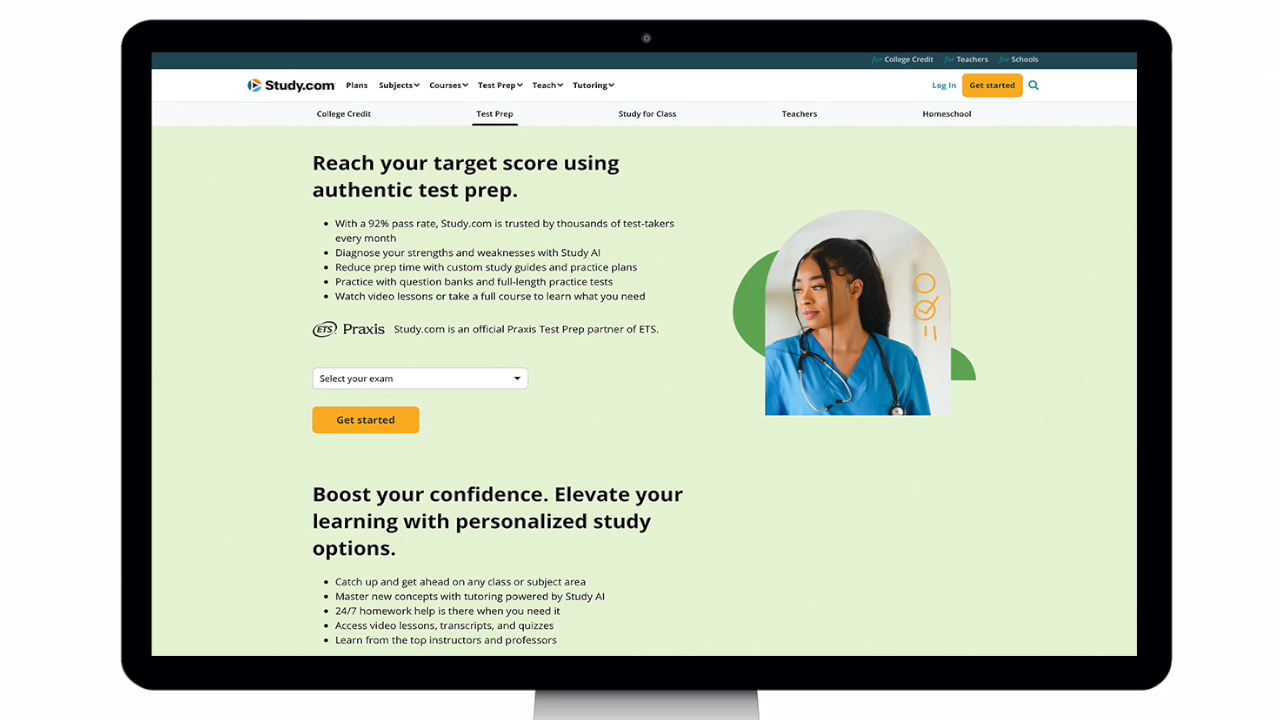 for College Credit for Teachers for Schools
Study.com Plans Subjects Courses Test Prep Teach Tutoring Log In Get started
College Credit Test Prep Study for Class Teachers Homeschool
Reach your target score using
authentic test prep.
• With a 92% pass rate, Study.com is trusted by thousands of test-takers
every month
• Diagnose your strengths and weaknesses with Study AI
• Reduce prep time with custom study guides and practice plans
• Practice with question banks and full-length practice tests
• Watch video lessons or take a full course to learn what you need
ETS Praxis Study.com is an official Praxis Test Prep partner of ETS.
Select your exam
Get started
Boost your confidence. Elevate your
learning with personalized study
options.
• Catch up and get ahead on any class or subject area
• Master new concepts with tutoring powered by Study AI
• 24/7 homework help is there when you need it
• Access video lessons, transcripts, and quizzes
• Learn from the top instructors and professors